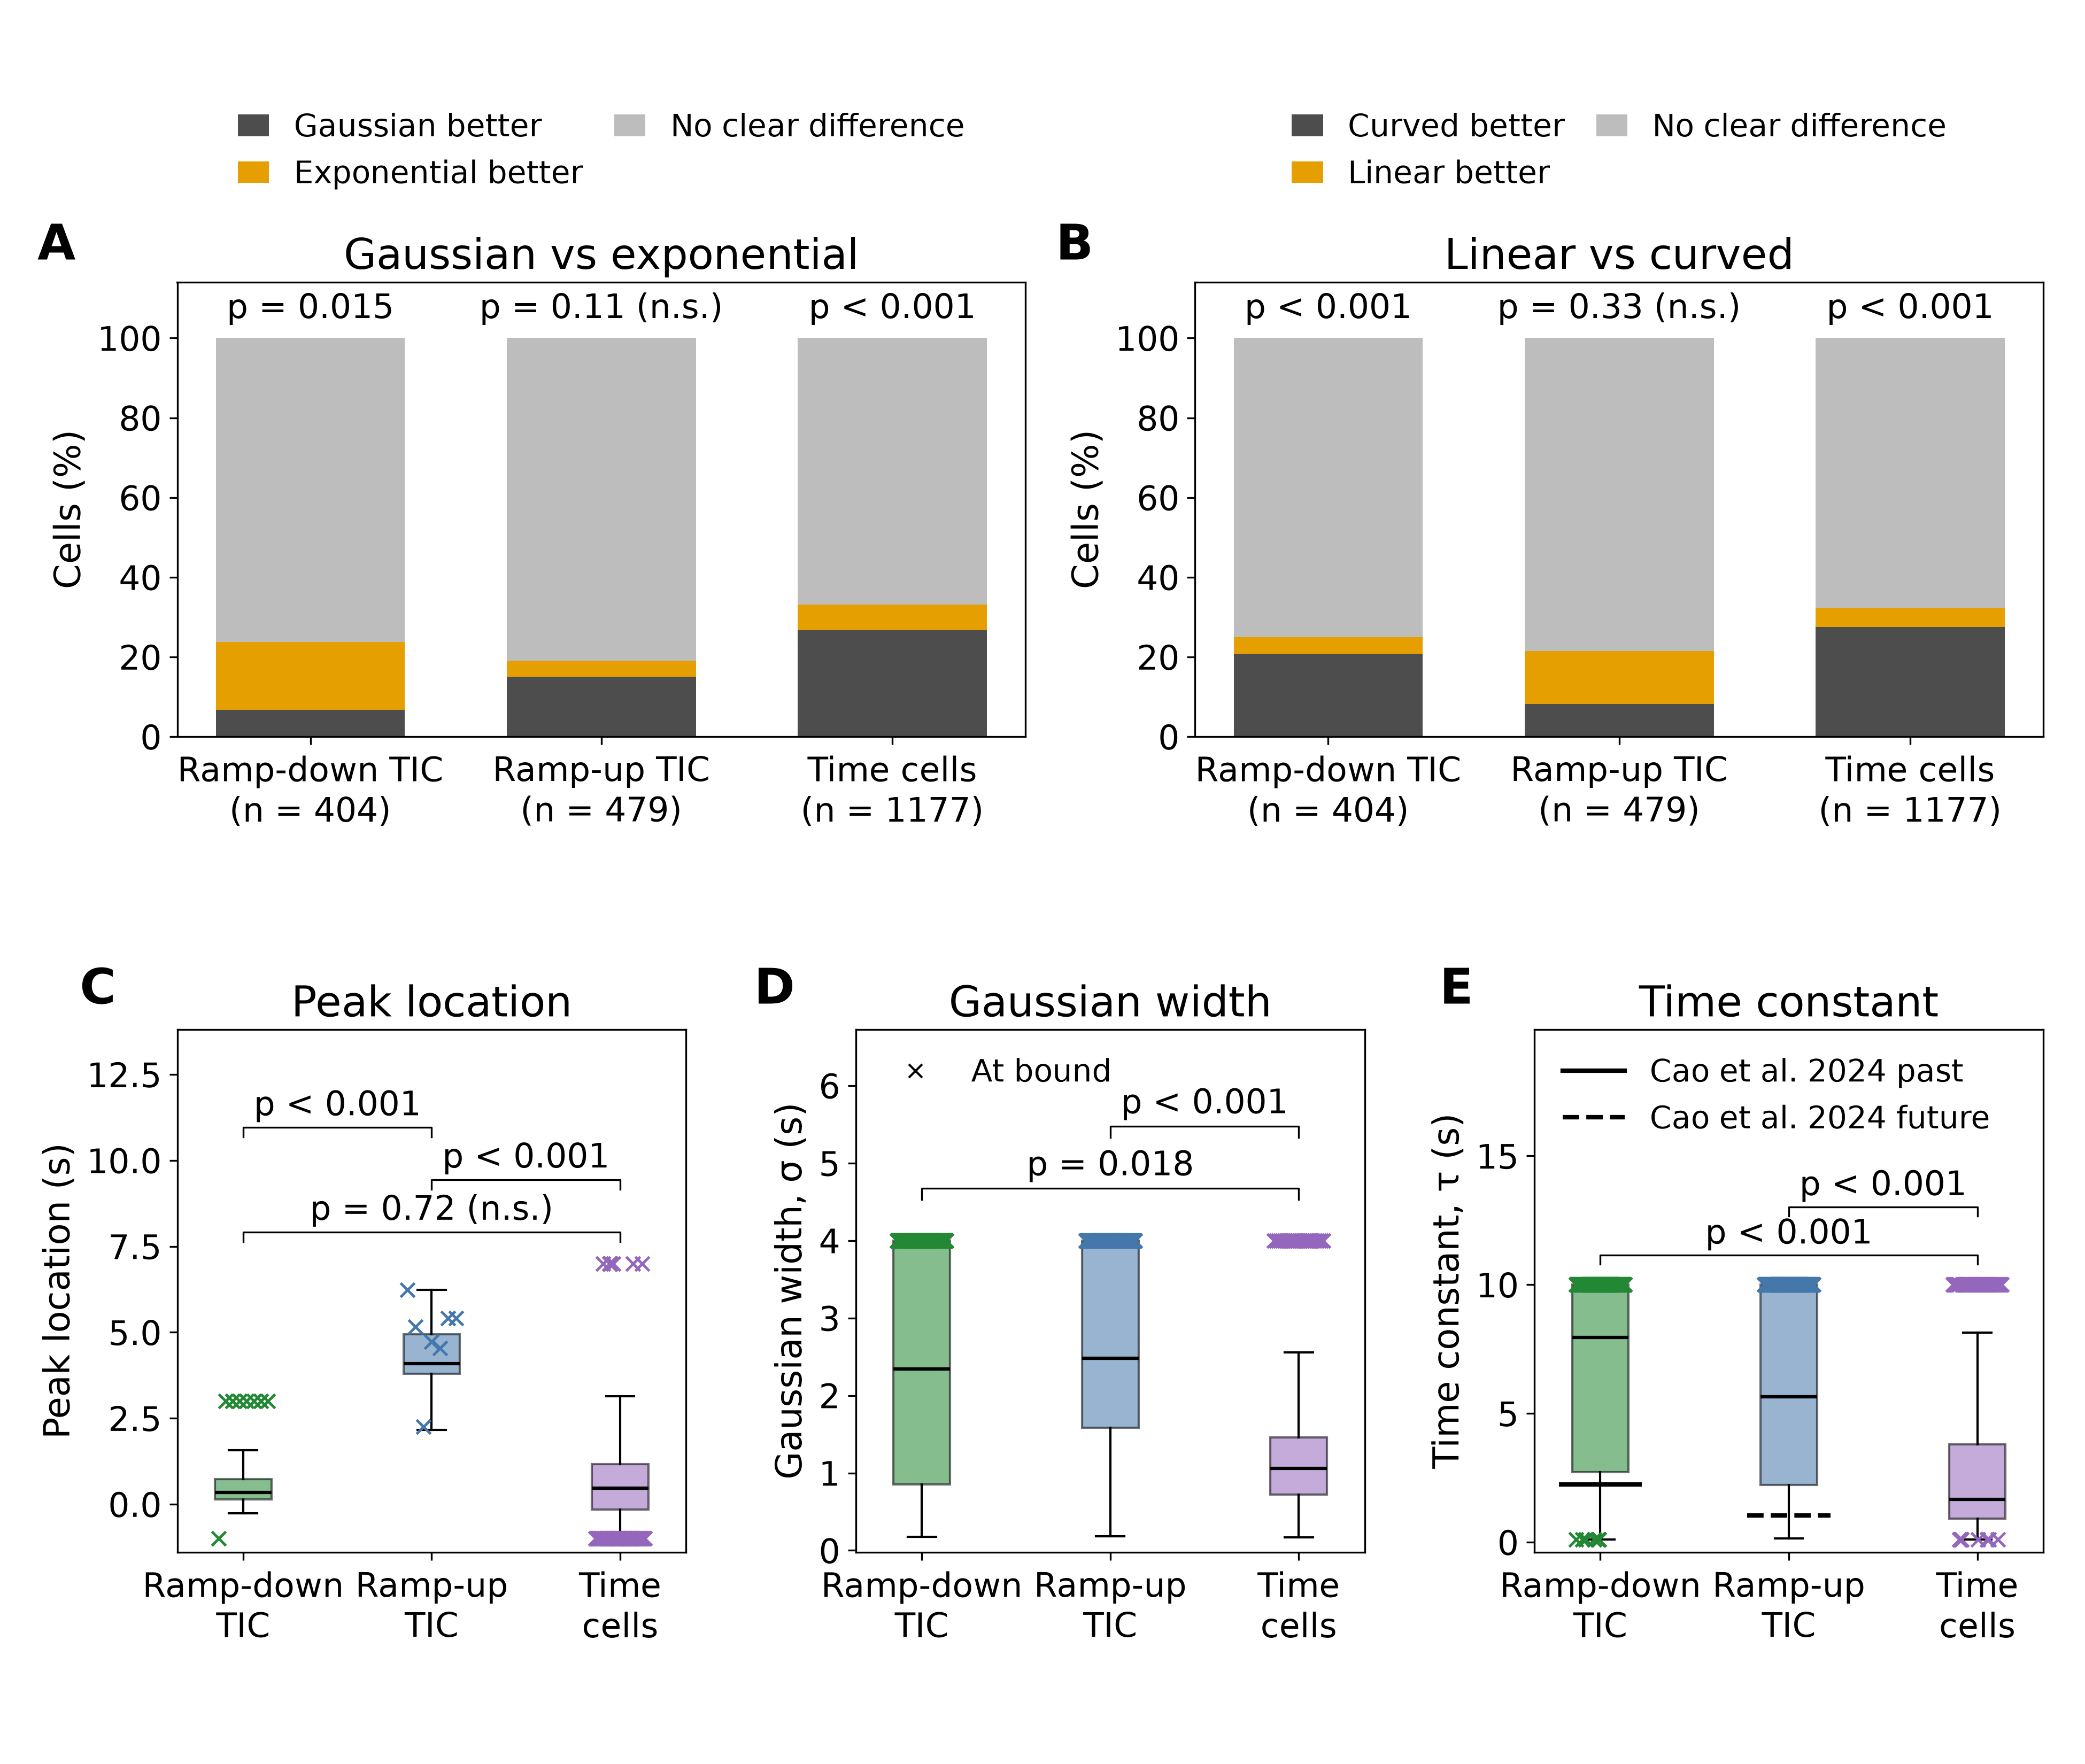 Gaussian better
No clear difference
Exponential better
Curved better
No clear difference
Linear better
A
Gaussian vs exponential
p = 0.015
p = 0.11 (n.s.)
p < 0.001
100
80
60
40
20
0
Cells (%)
Ramp-down TIC
(n = 404)
Ramp-up TIC
(n = 479)
Time cells
(n = 1177)
B
Linear vs curved
p < 0.001
p = 0.33 (n.s.)
p < 0.001
100
80
60
40
20
0
Cells (%)
Ramp-down TIC
(n = 404)
Ramp-up TIC
(n = 479)
Time cells
(n = 1177)
C
Peak location
12.5
10.0
7.5
5.0
2.5
0.0
Peak location (s)
p < 0.001
p < 0.001
p = 0.72 (n.s.)
Ramp-down
TIC
Ramp-up
TIC
Time
cells
D
Gaussian width
At bound
6
5
4
3
2
1
0
Gaussian width, σ (s)
p < 0.001
p = 0.018
Ramp-down
TIC
Ramp-up
TIC
Time
cells
E
Time constant
Cao et al. 2024 past
Cao et al. 2024 future
15
10
5
0
Time constant, τ (s)
p < 0.001
p < 0.001
Ramp-down
TIC
Ramp-up
TIC
Time
cells